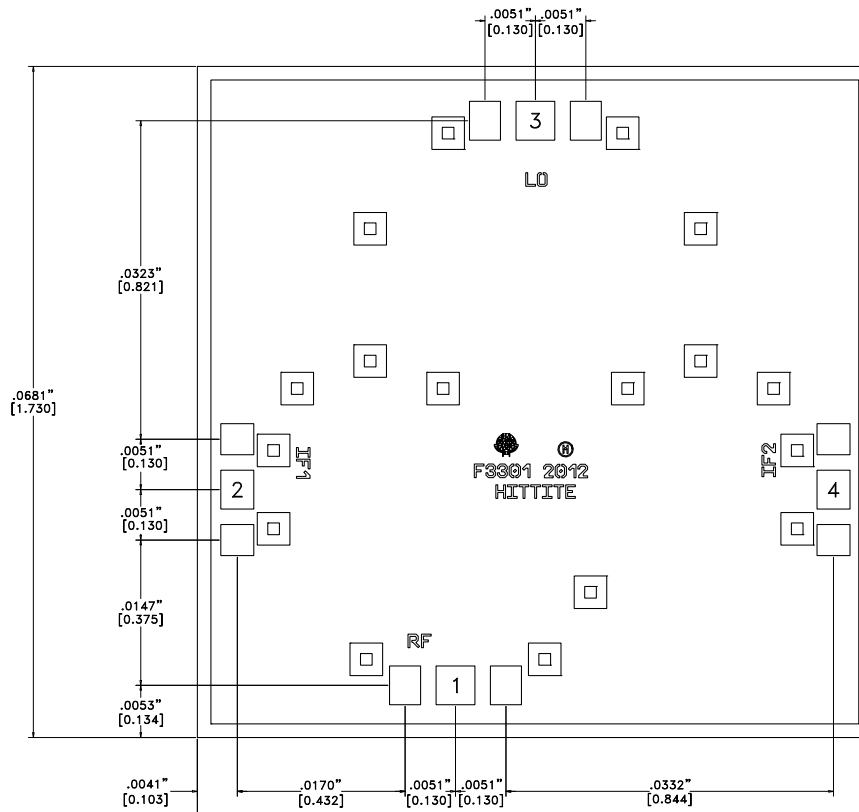 .0051" .0051"
[0.130] [0.130]
3
LO
.0323"
[0.821]
.0681"
[1.730]
.0051"
[0.130]
IF1
IF2
H
F3301 2012
HITTITE
2
4
.0051"
[0.130]
.0147"
[0.375]
RF
1
.0053"
[0.134]
.0041" .0170" .0051" .0051" .0332"
[0.103] [0.432] [0.130] [0.130] [0.844]